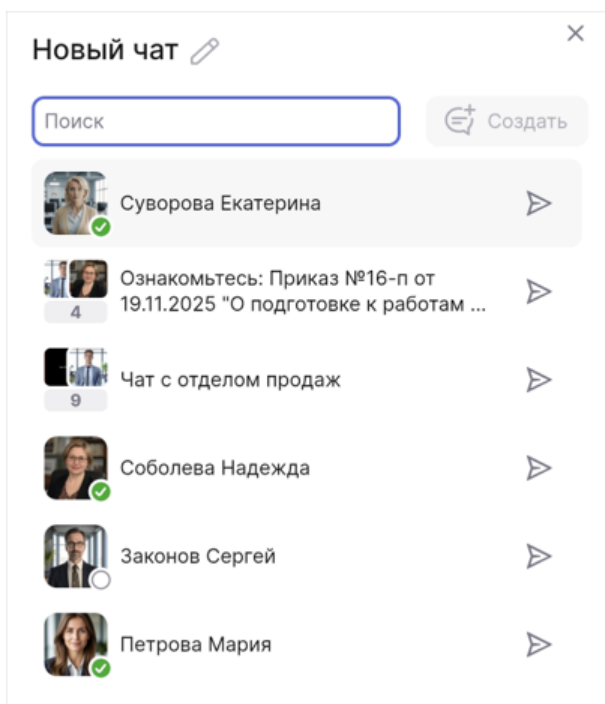 Новый чат
Поиск
Создать
Суворова Екатерина
Ознакомьтесь: Приказ №16-п от
19.11.2025 "О подготовке к работам ...
4
Чат с отделом продаж
9
Соболева Надежда
Законов Сергей
Петрова Мария